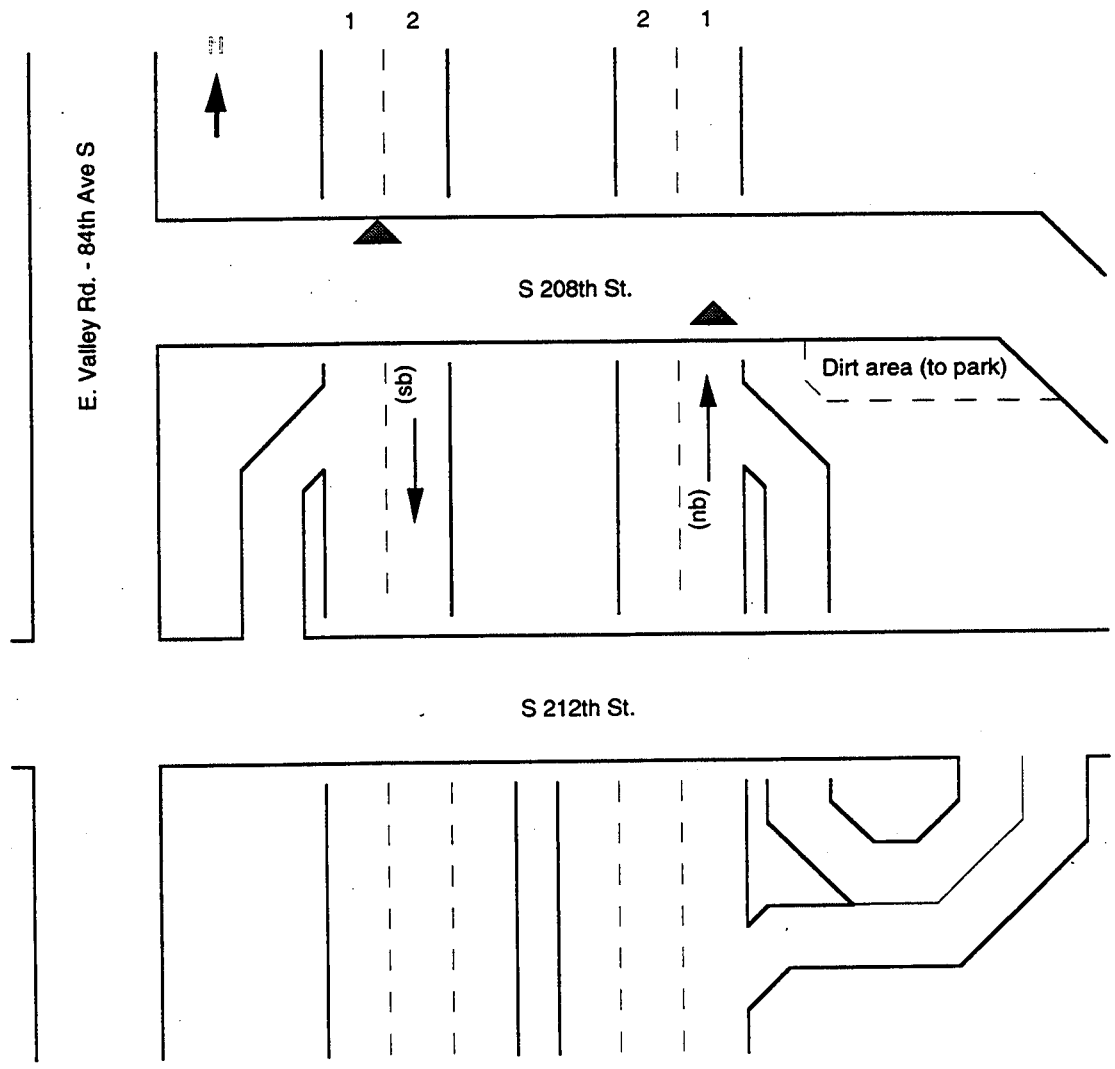 1 2 2 1
E. Valley Rd. - 84th Ave S
S 208th St.
Dirt area (to park)
(sb)
(nb)
S 212th St.